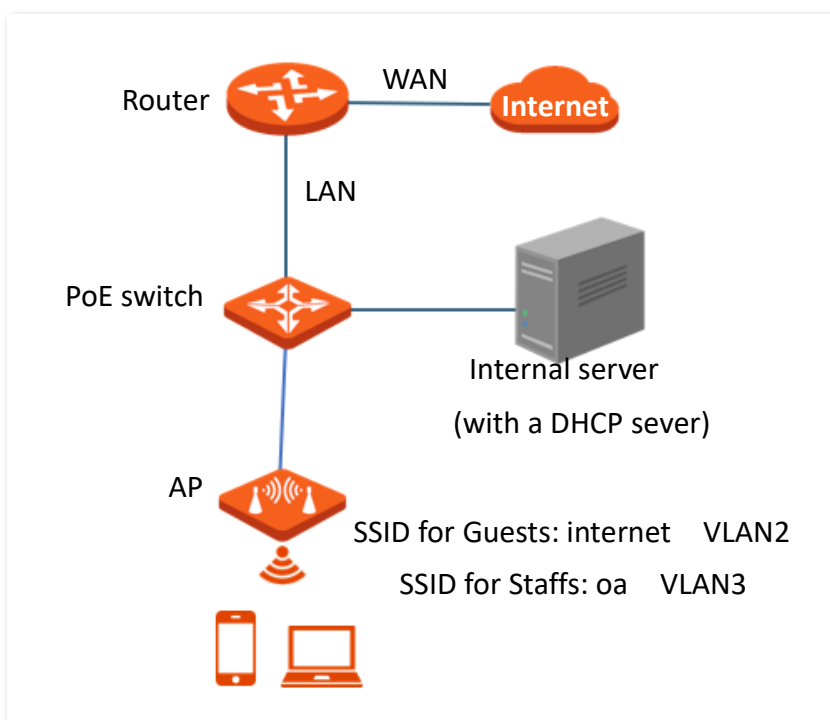 Router
WAN
Internet
LAN
PoE switch
Internal server
(with a DHCP sever)
AP
SSID for Guests: internet VLAN2
SSID for Staffs: oa VLAN3